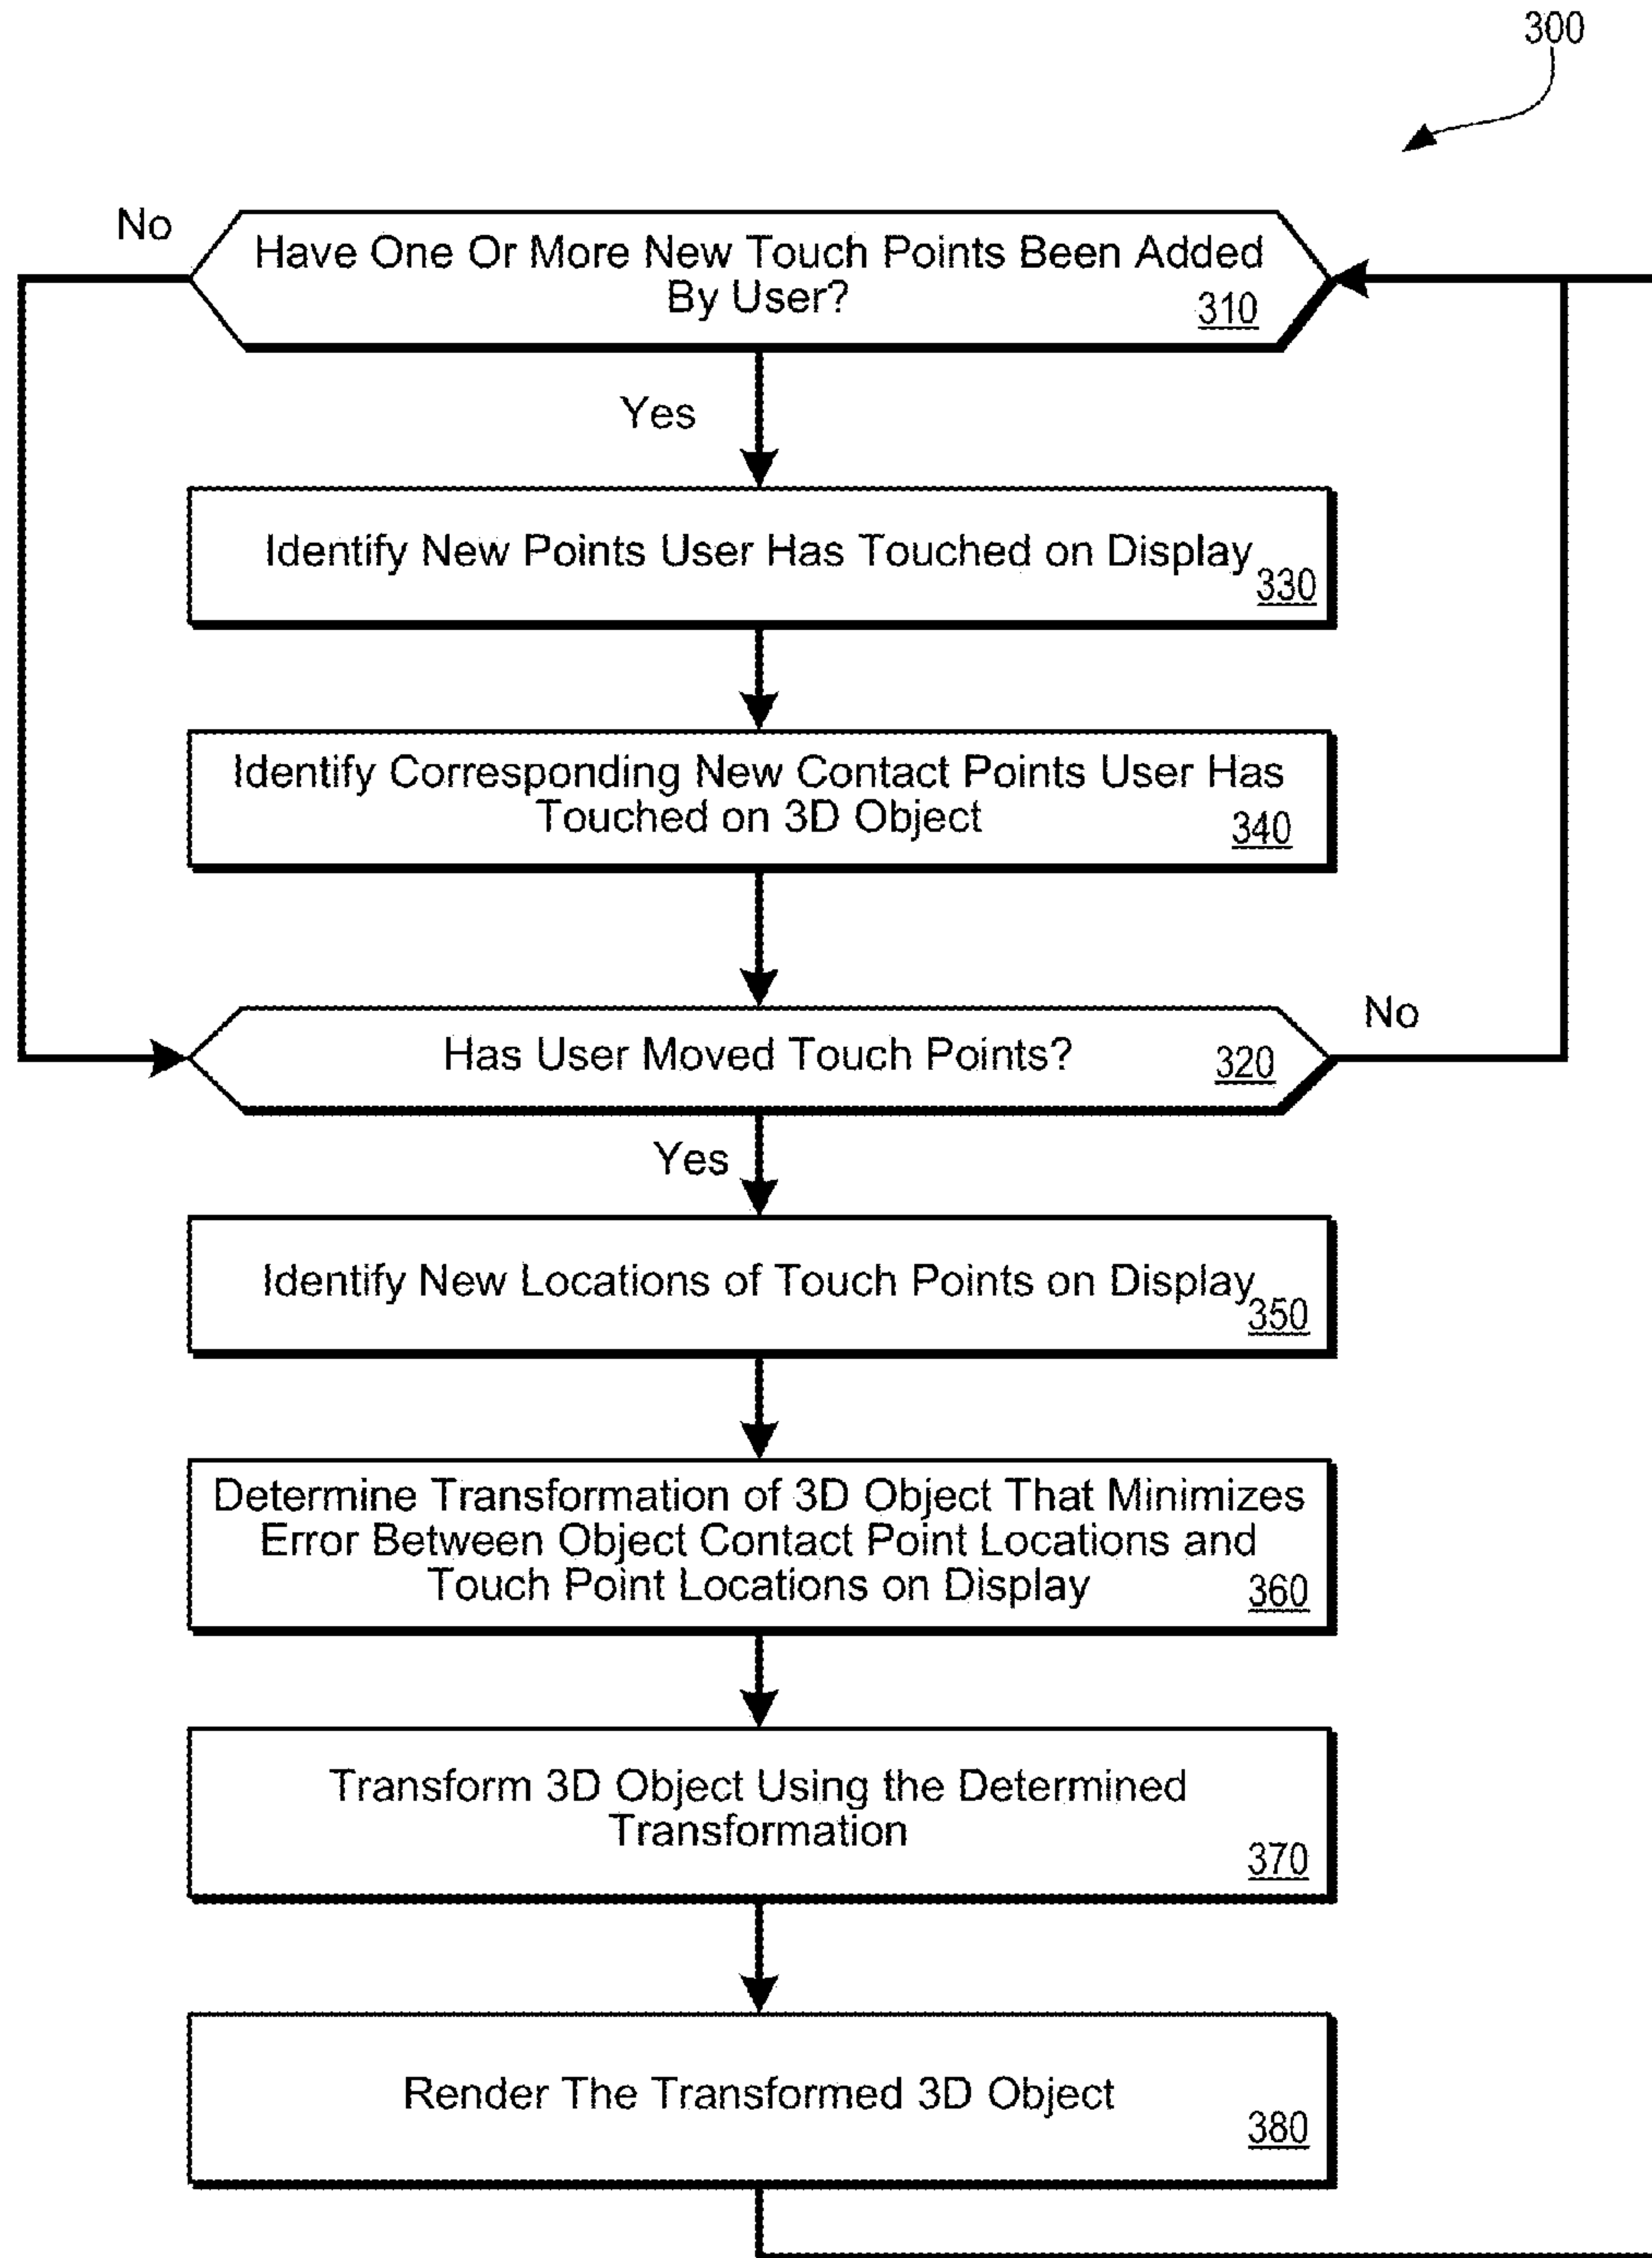 300
No
Have One Or More New Touch Points Been Added
By User?
310
Yes
Identify New Points User Has Touched on Display
330
Identify Corresponding New Contact Points User Has
Touched on 3D Object
340
No
Has User Moved Touch Points?
320
Yes
Identify New Locations of Touch Points on Display
350
Determine Transformation of 3D Object That Minimizes
Error Between Object Contact Point Locations and
Touch Point Locations on Display
360
Transform 3D Object Using the Determined
Transformation
370
Render The Transformed 3D Object
380